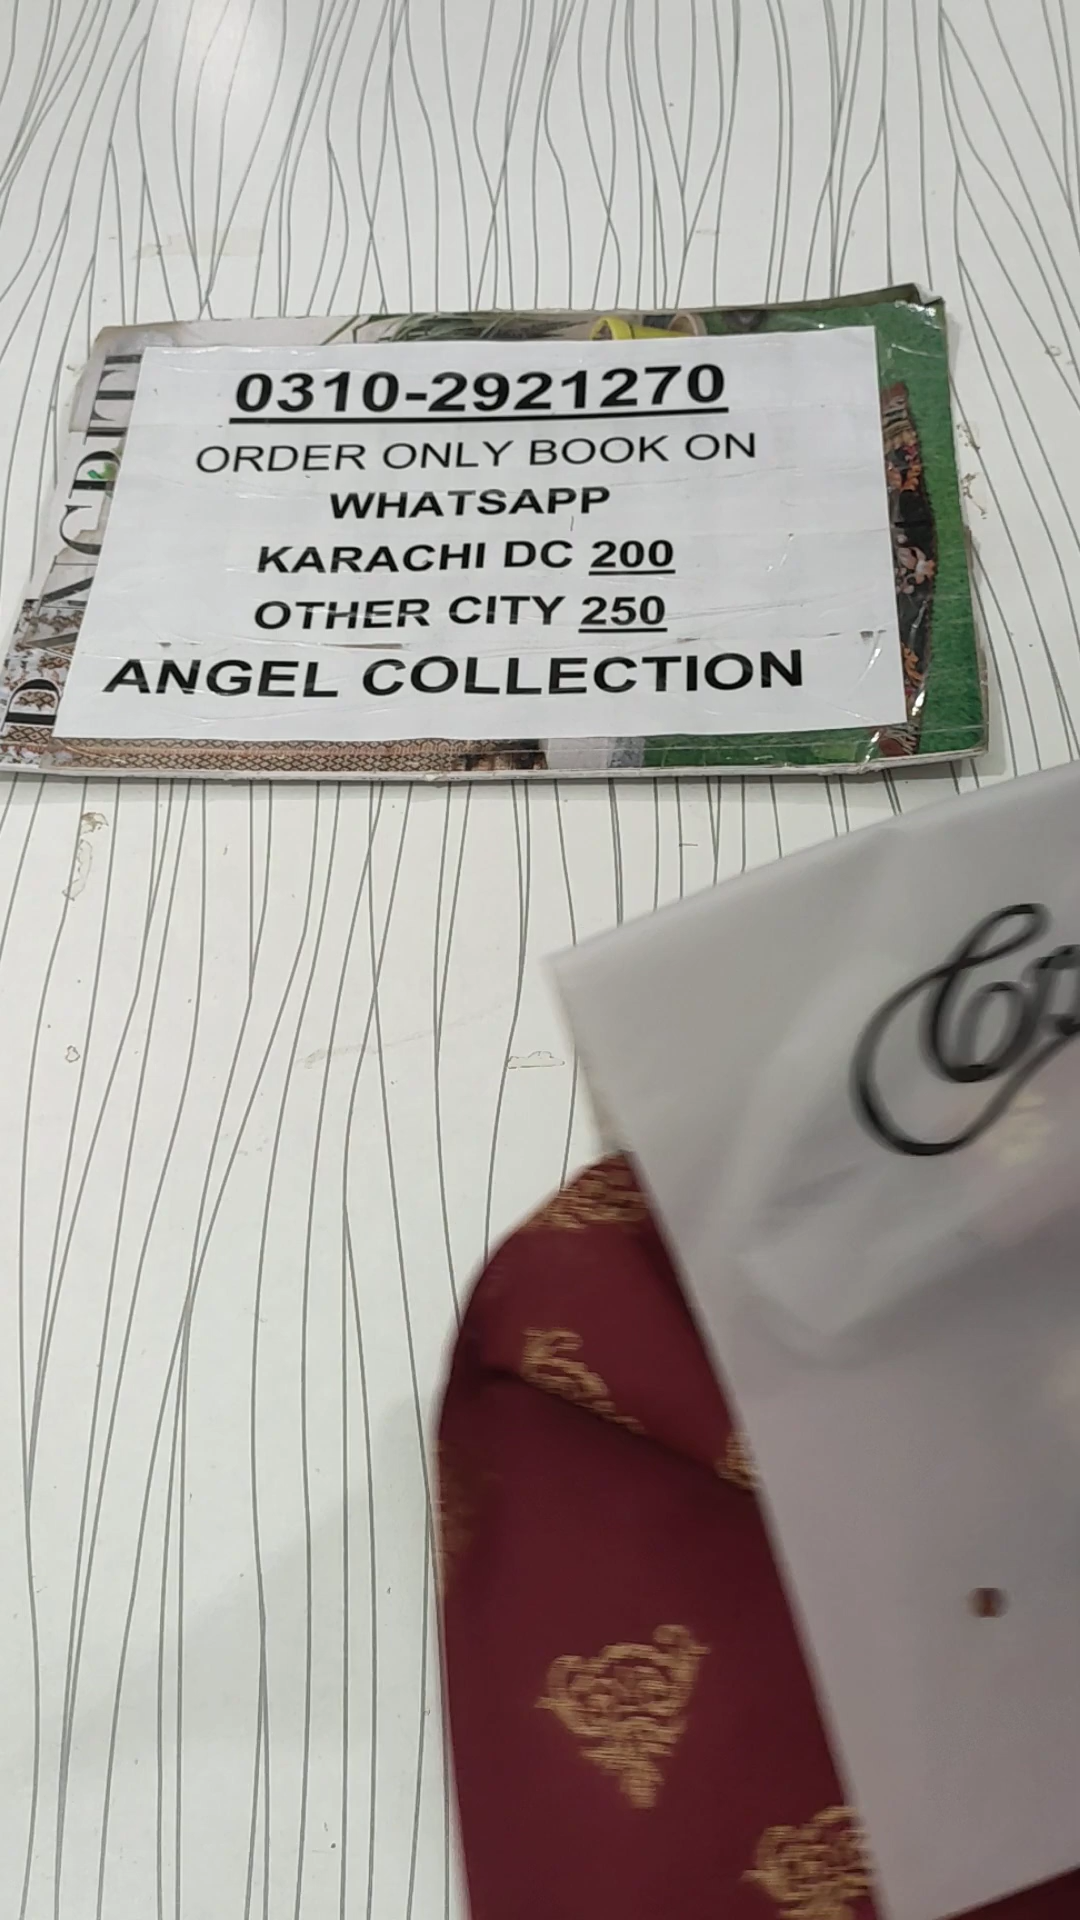 0310-2921270
ORDER ONLY BOOK ON
WHATSAPP
KARACHI DC 200
OTHER CITY 250
ANGEL COLLECTION